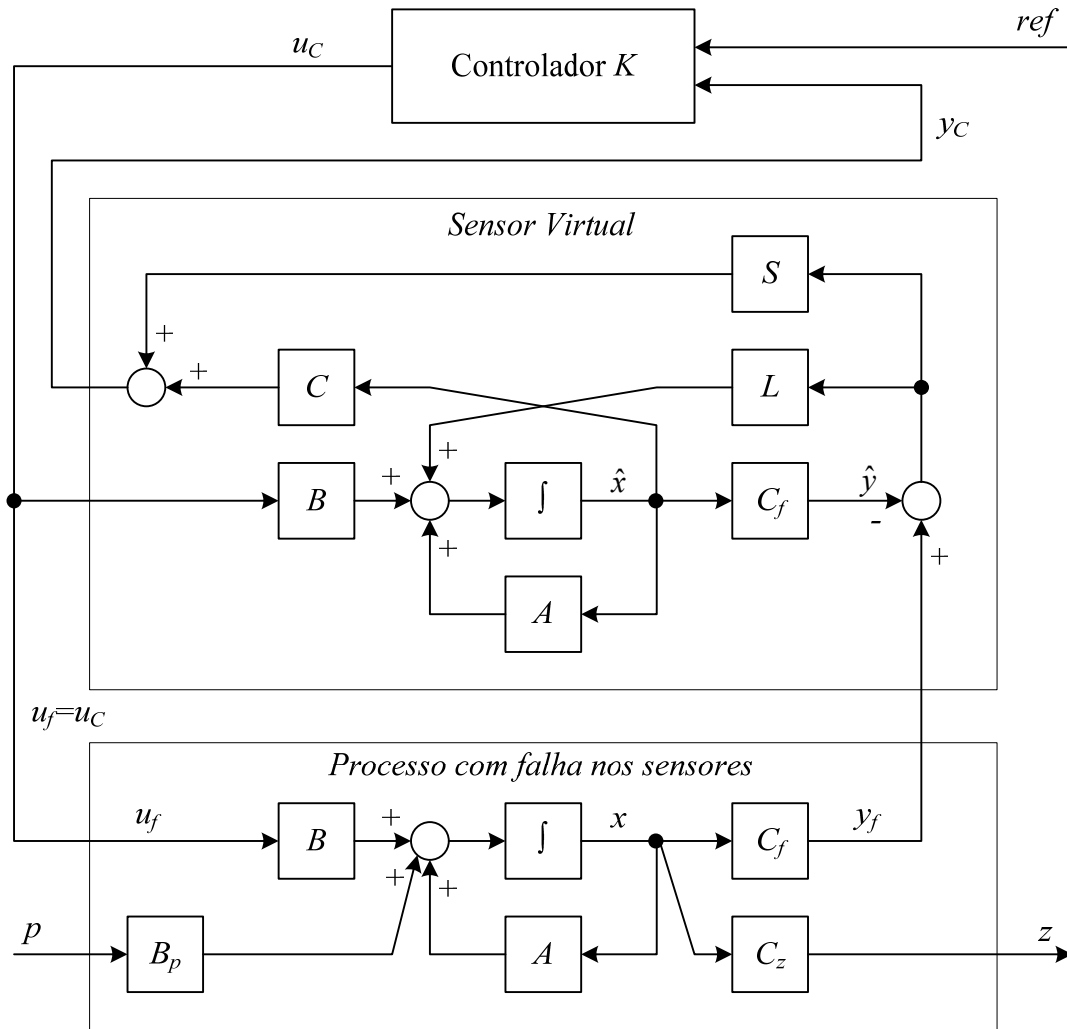 ref
u_C
Controlador K
y_C
Sensor Virtual
S
+
+
C
L
+
+
B
∫
x̂
C_f
ŷ
-
+
+
A
u_f=u_C
Processo com falha nos sensores
u_f
+
B
∫
x
C_f
y_f
+
+
p
B_p
A
C_z
z